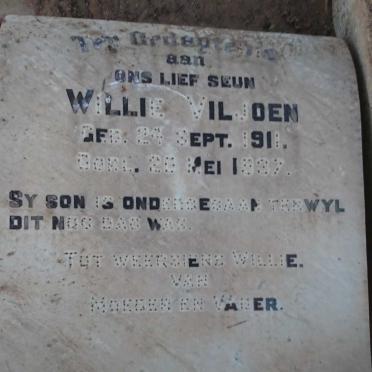 Ter Gedagtenis
aan
ONS LIEF SEUN
WILLIE VILJOEN
GEB. 24 SEPT. 1911.
OORL. 28 MEI 1937.
SY SON IS ONDERGEGAAN TERWYL
DIT NOG DAG WAS.
TOT WEERSIENS WILLIE.
VAN
MOEDER EN VADER.